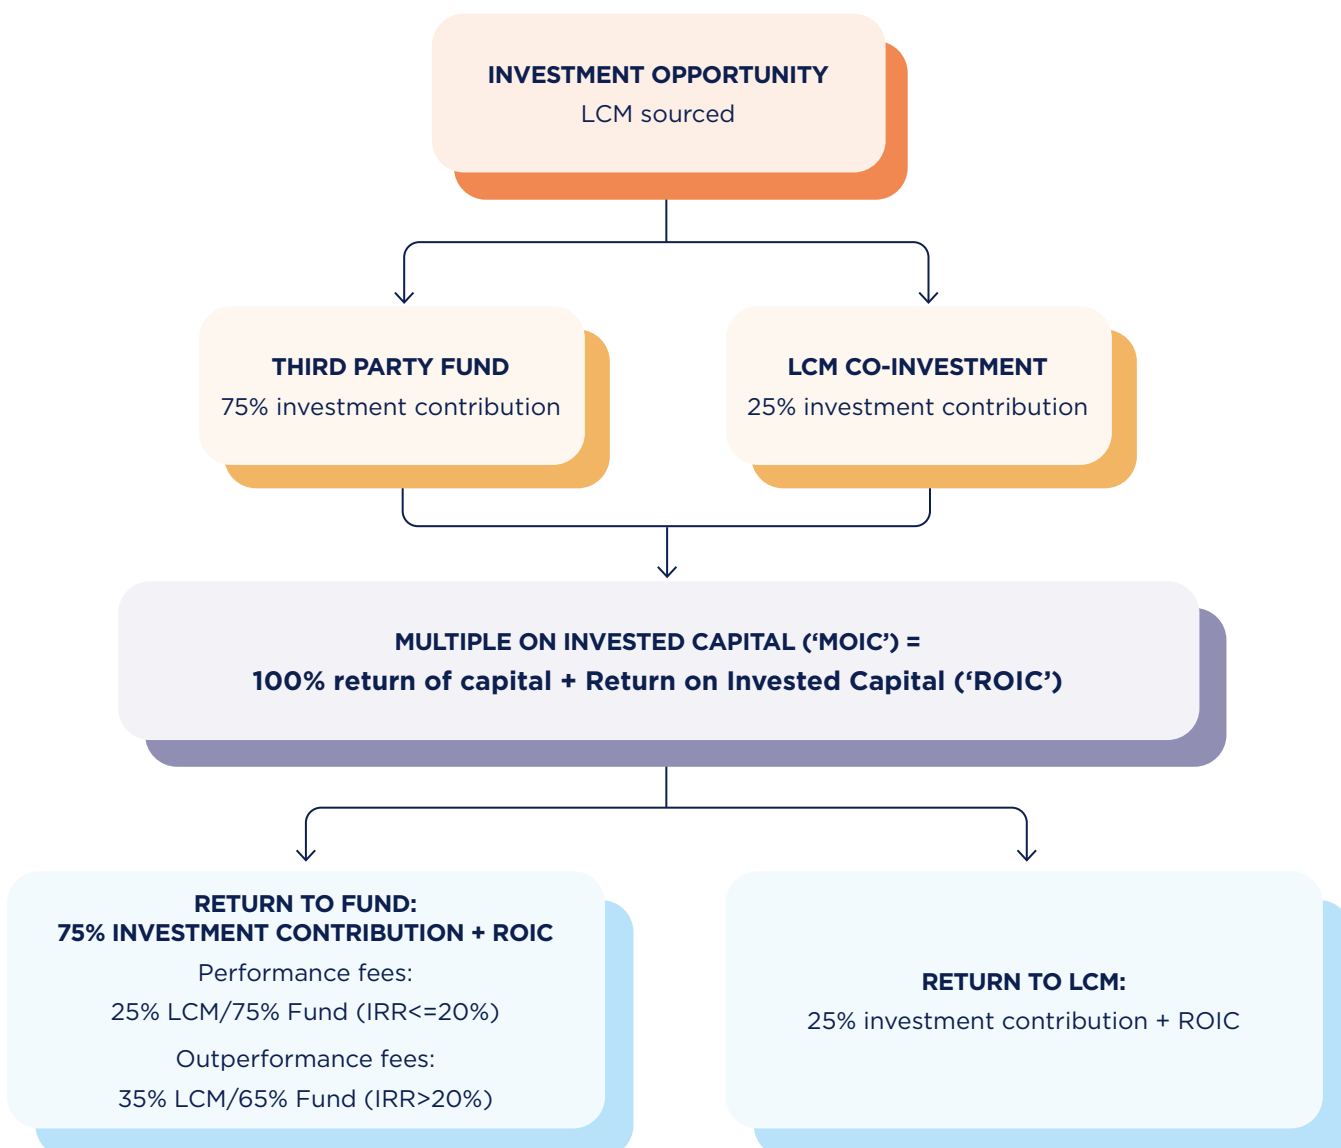 INVESTMENT OPPORTUNITY
LCM sourced
THIRD PARTY FUND
75% investment contribution
LCM CO-INVESTMENT
25% investment contribution
MULTIPLE ON INVESTED CAPITAL (‘MOIC’) =
100% return of capital + Return on Invested Capital (‘ROIC’)
RETURN TO FUND:
75% INVESTMENT CONTRIBUTION + ROIC
Performance fees:
25% LCM/75% Fund (IRR<=20%)
Outperformance fees:
35% LCM/65% Fund (IRR>20%)
RETURN TO LCM:
25% investment contribution + ROIC